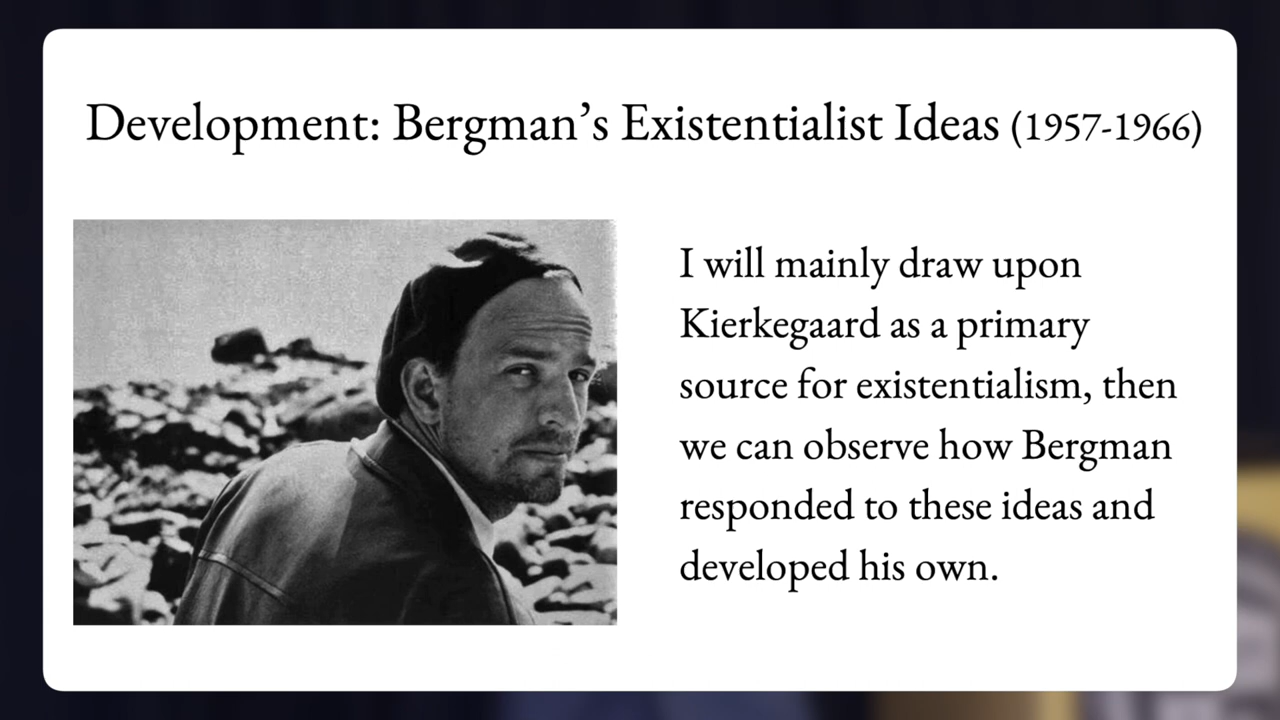 Development: Bergman’s Existentialist Ideas (1957-1966)
I will mainly draw upon
Kierkegaard as a primary
source for existentialism, then
we can observe how Bergman
responded to these ideas and
developed his own.